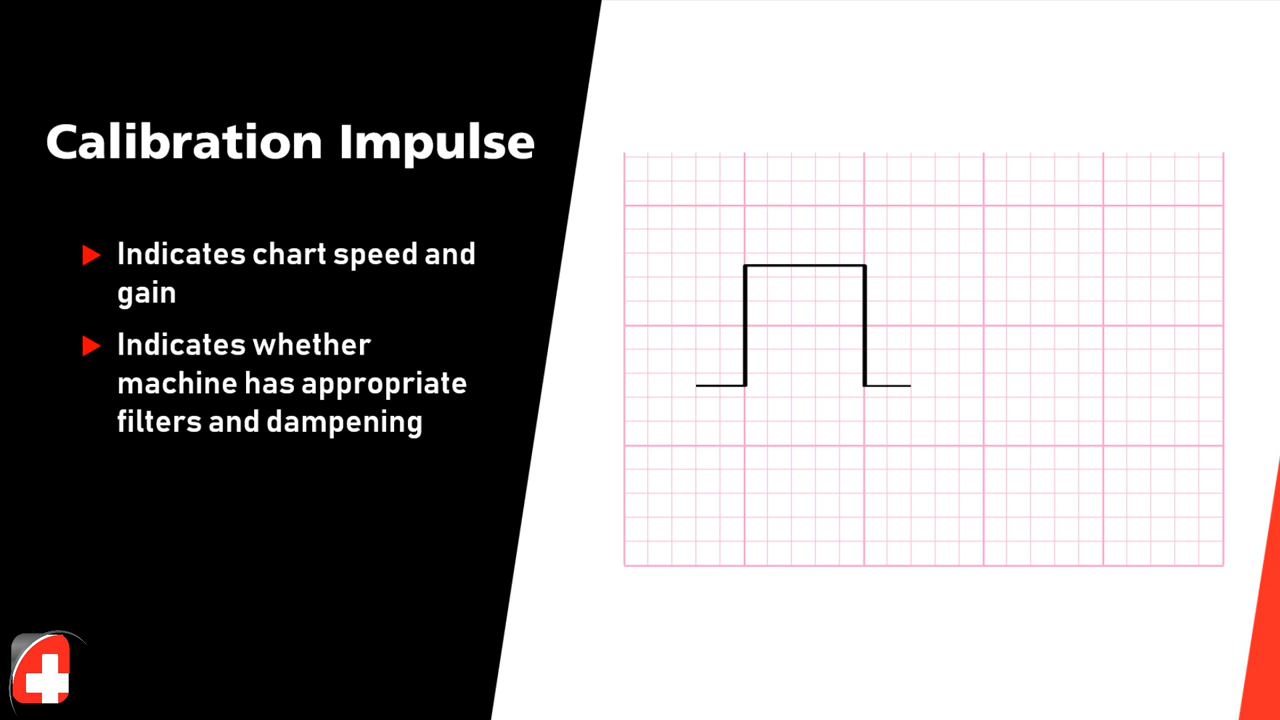 Calibration Impulse
Indicates chart speed and
gain
Indicates whether
machine has appropriate
filters and dampening